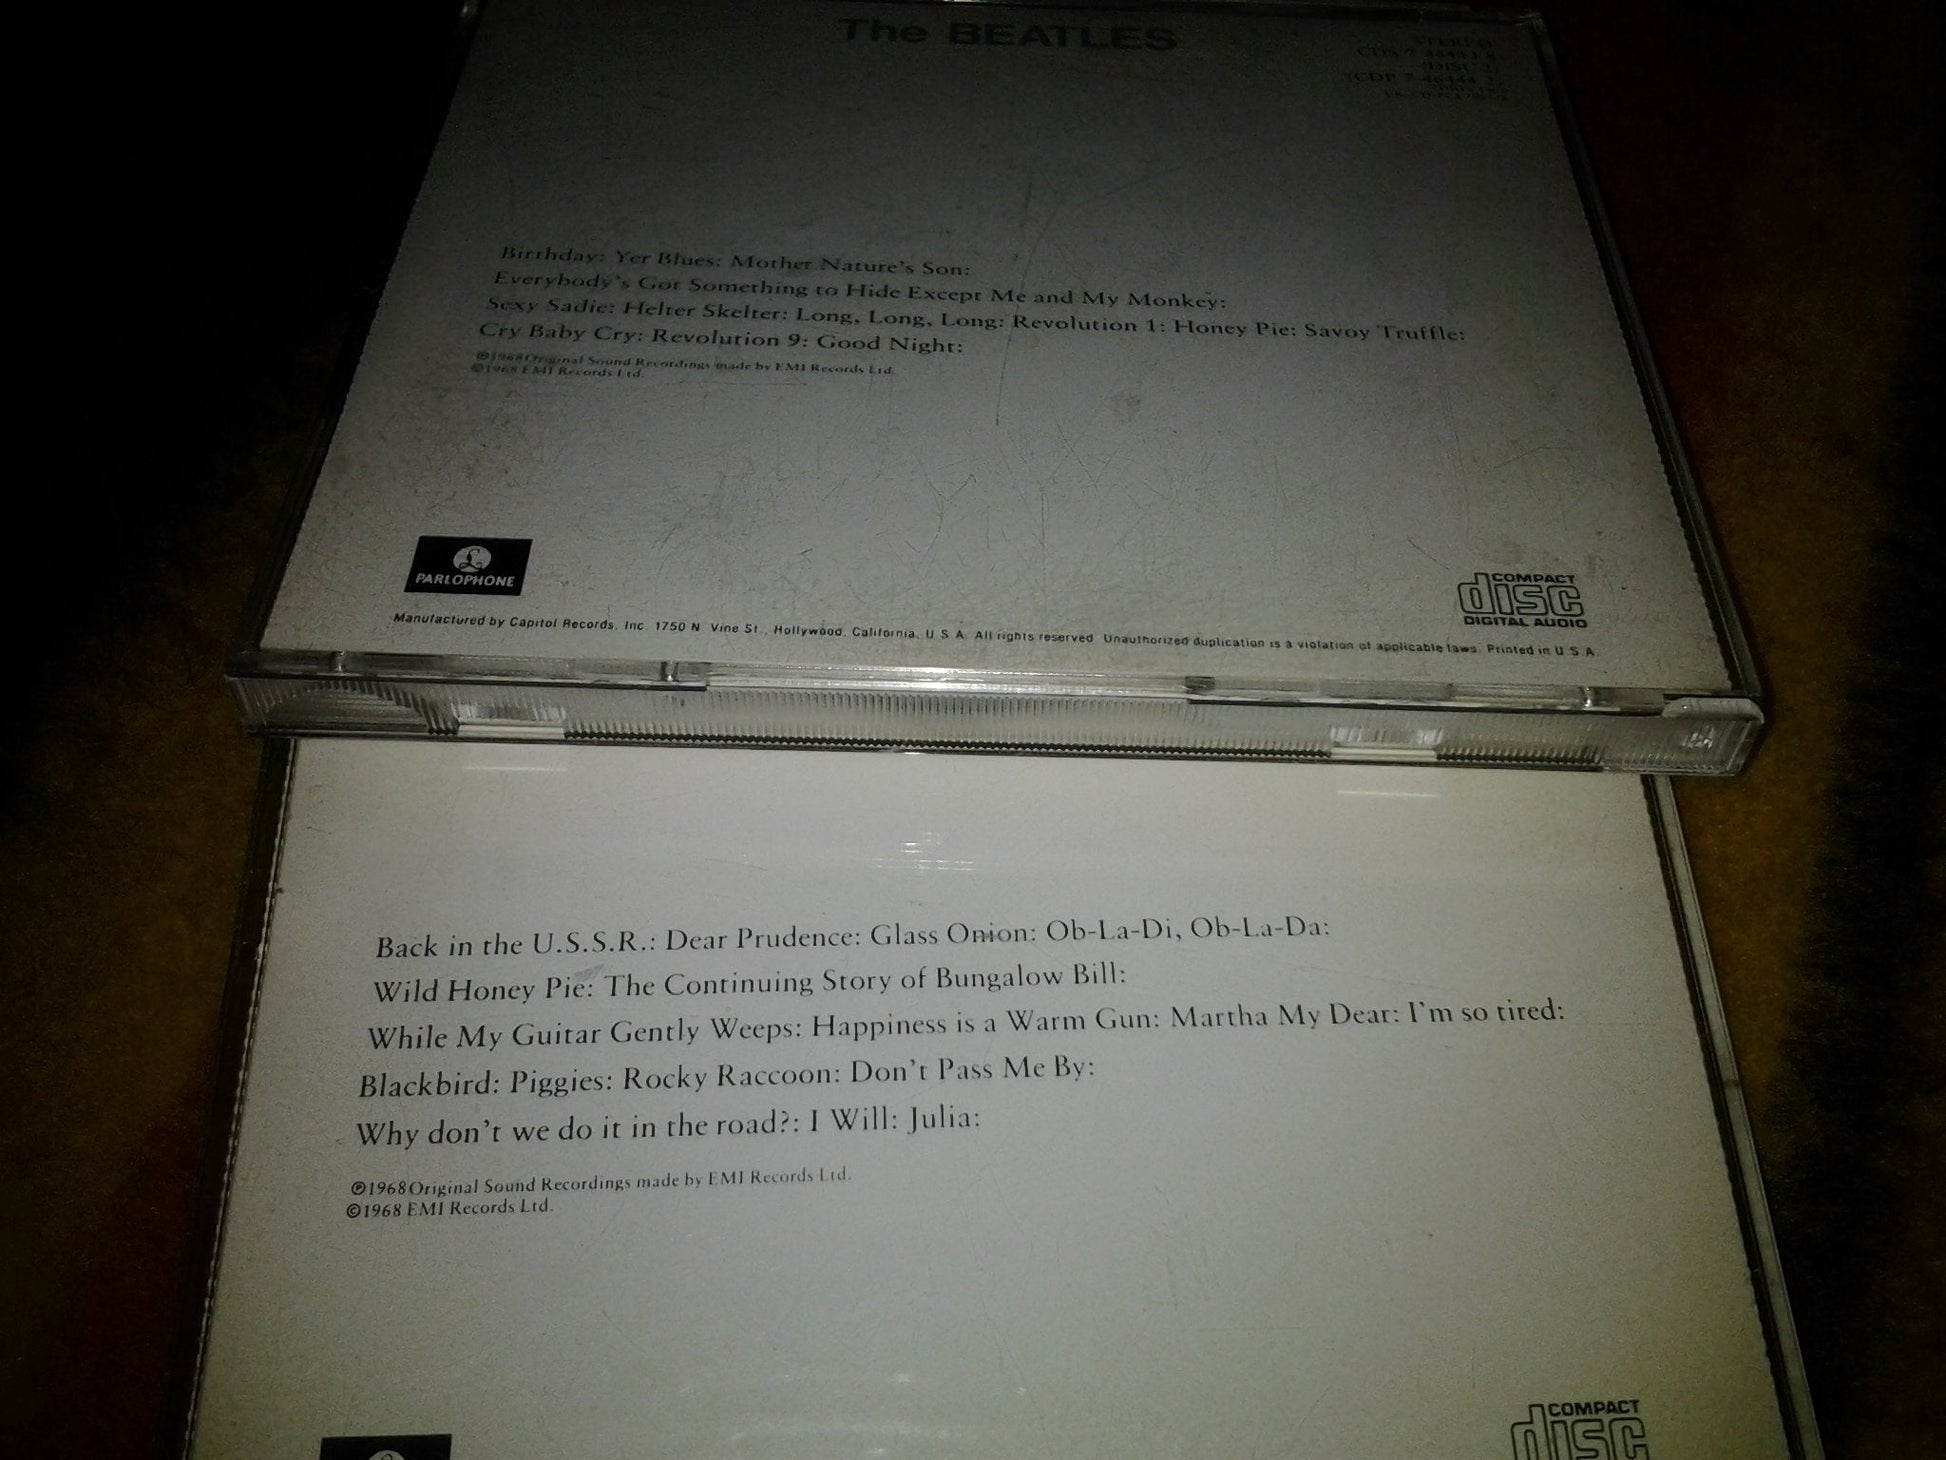 The BEATLES
STEREO
Birthday: Yer Blues: Mother Nature's Son:
Everybody's Got Something to Hide Except Me and My Monkey:
Sexy Sadie: Helter Skelter: Long, Long, Long: Revolution 1: Honey Pie: Savoy Truffle:
Cry Baby Cry: Revolution 9: Good Night:
℗1968 Original Sound Recordings made by EMI Records Ltd.
©1968 EMI Records Ltd.
PARLOPHONE
COMPACT
disc
DIGITAL AUDIO
Manufactured by Capitol Records, Inc. 1750 N. Vine St., Hollywood, California, U.S.A. All rights reserved. Unauthorized duplication is a violation of applicable laws. Printed in U.S.A.
Back in the U.S.S.R.: Dear Prudence: Glass Onion: Ob-La-Di, Ob-La-Da:
Wild Honey Pie: The Continuing Story of Bungalow Bill:
While My Guitar Gently Weeps: Happiness is a Warm Gun: Martha My Dear: I'm so tired:
Blackbird: Piggies: Rocky Raccoon: Don't Pass Me By:
Why don't we do it in the road?: I Will: Julia:
℗1968 Original Sound Recordings made by EMI Records Ltd.
©1968 EMI Records Ltd.
COMPACT
disc